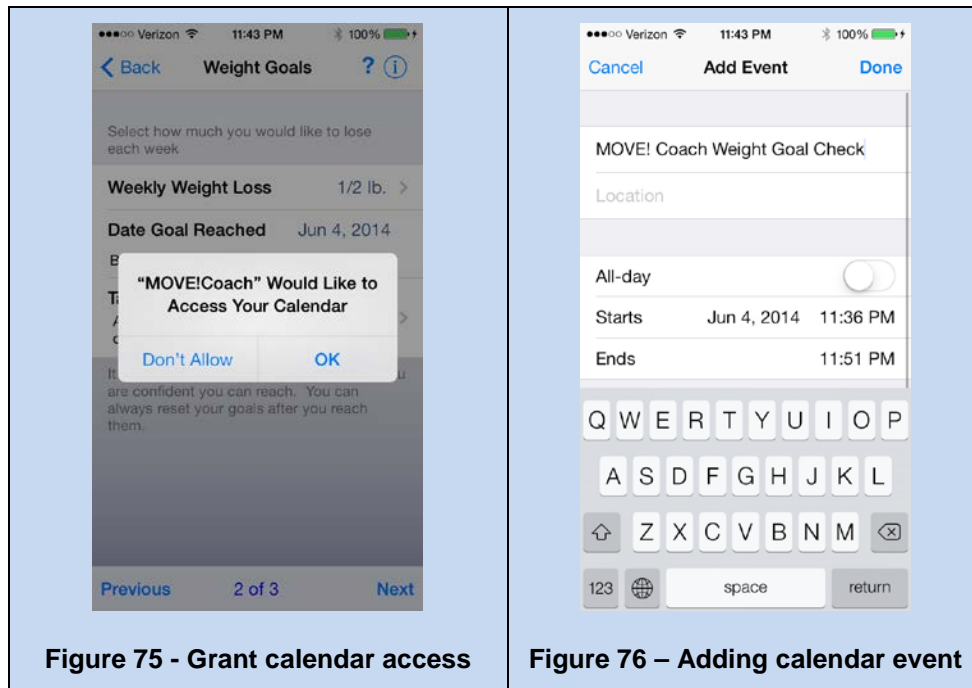 Verizon 11:43 PM 100%
Back Weight Goals ? i
Select how much you would like to lose
each week
Weekly Weight Loss 1/2 lb. >
Date Goal Reached Jun 4, 2014
B
"MOVE!Coach" Would Like to
Access Your Calendar
Don't Allow OK
are confident you can reach. You can
always reset your goals after you reach
them.
Previous 2 of 3 Next
Figure 75 - Grant calendar access
Verizon 11:43 PM 100%
Cancel Add Event Done
MOVE! Coach Weight Goal Check
Location
All-day
Starts Jun 4, 2014 11:36 PM
Ends 11:51 PM
Q W E R T Y U I O P
A S D F G H J K L
Z X C V B N M
123 space return
Figure 76 – Adding calendar event